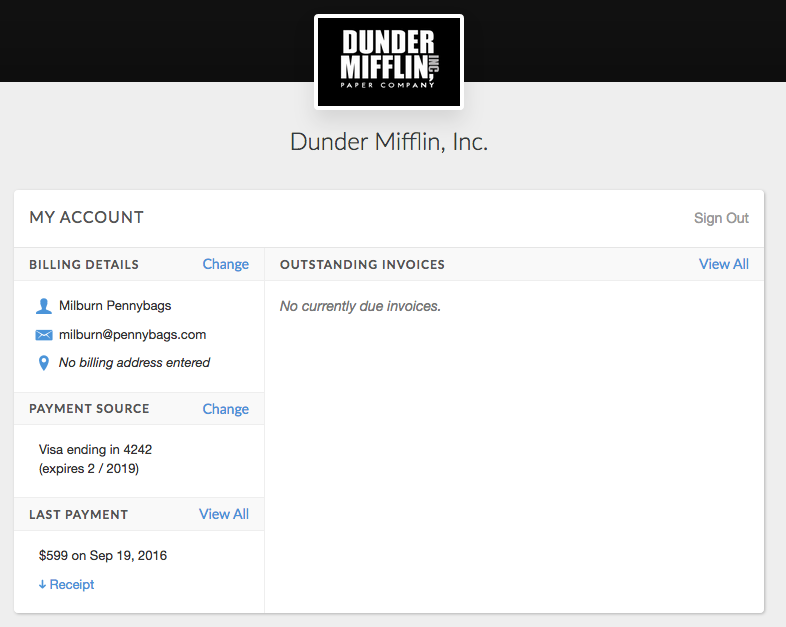 DUNDER
MIFFLIN, INC
PAPER COMPANY
Dunder Mifflin, Inc.
MY ACCOUNT
Sign Out
BILLING DETAILS
Change
Milburn Pennybags
milburn@pennybags.com
No billing address entered
PAYMENT SOURCE
Change
Visa ending in 4242
(expires 2 / 2019)
LAST PAYMENT
View All
$599 on Sep 19, 2016
↓ Receipt
OUTSTANDING INVOICES
View All
No currently due invoices.